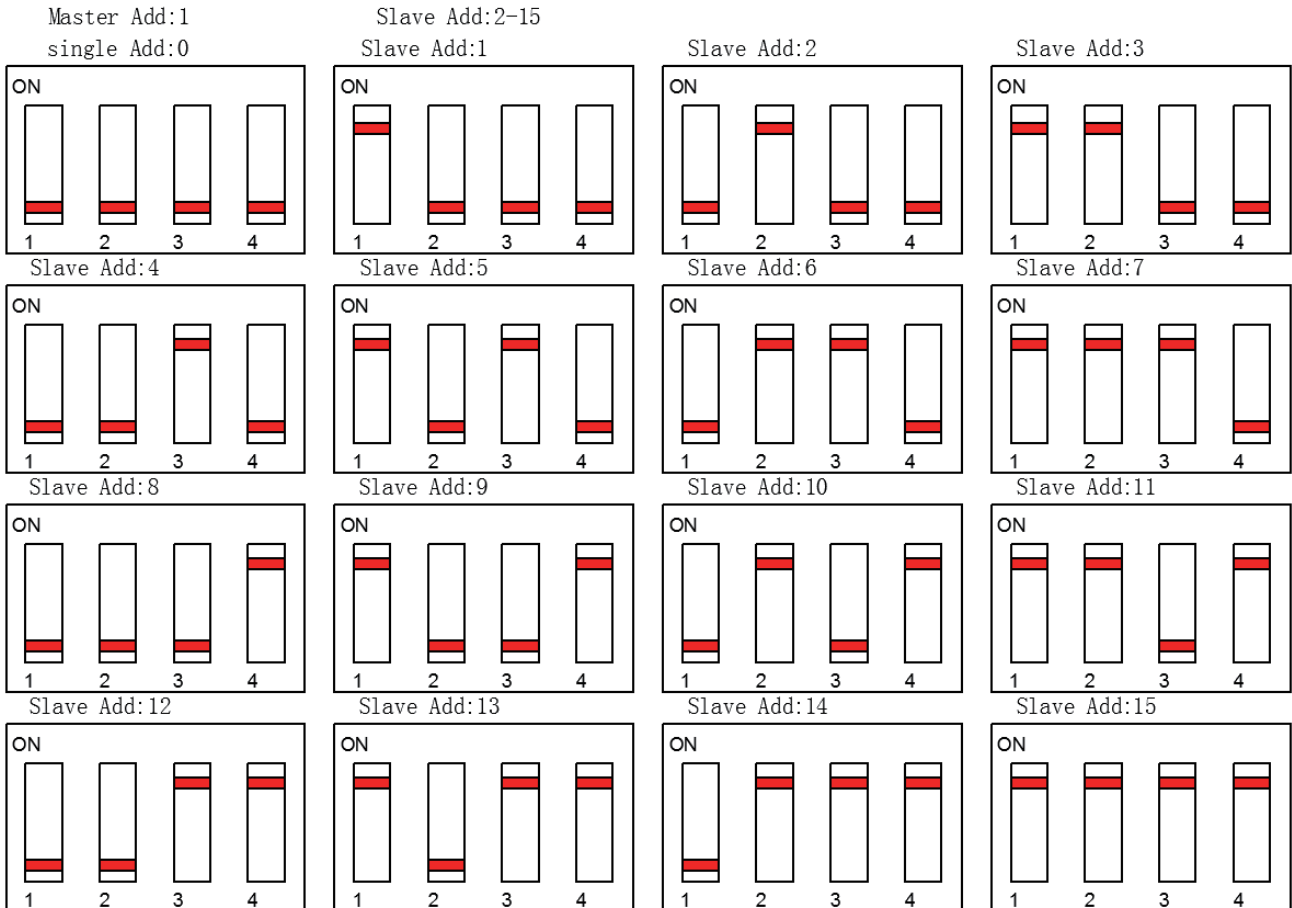 Master Add:1 Slave Add:2-15
single Add:0 Slave Add:1 Slave Add:2 Slave Add:3
ON ON ON ON
1 2 3 4 1 2 3 4 1 2 3 4 1 2 3 4
Slave Add:4 Slave Add:5 Slave Add:6 Slave Add:7
ON ON ON ON
1 2 3 4 1 2 3 4 1 2 3 4 1 2 3 4
Slave Add:8 Slave Add:9 Slave Add:10 Slave Add:11
ON ON ON ON
1 2 3 4 1 2 3 4 1 2 3 4 1 2 3 4
Slave Add:12 Slave Add:13 Slave Add:14 Slave Add:15
ON ON ON ON
1 2 3 4 1 2 3 4 1 2 3 4 1 2 3 4